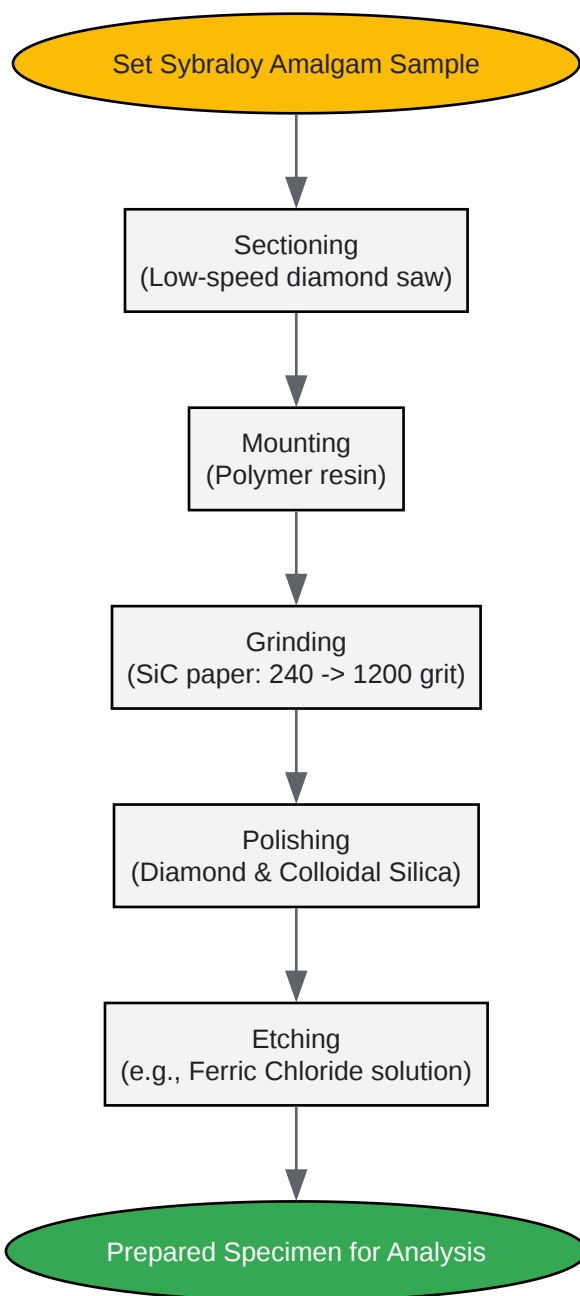 Set Sybraloy Amalgam Sample
Sectioning
(Low-speed diamond saw)
Mounting
(Polymer resin)
Grinding
(SiC paper: 240 -> 1200 grit)
Polishing
(Diamond & Colloidal Silica)
Etching
(e.g., Ferric Chloride solution)
Prepared Specimen for Analysis